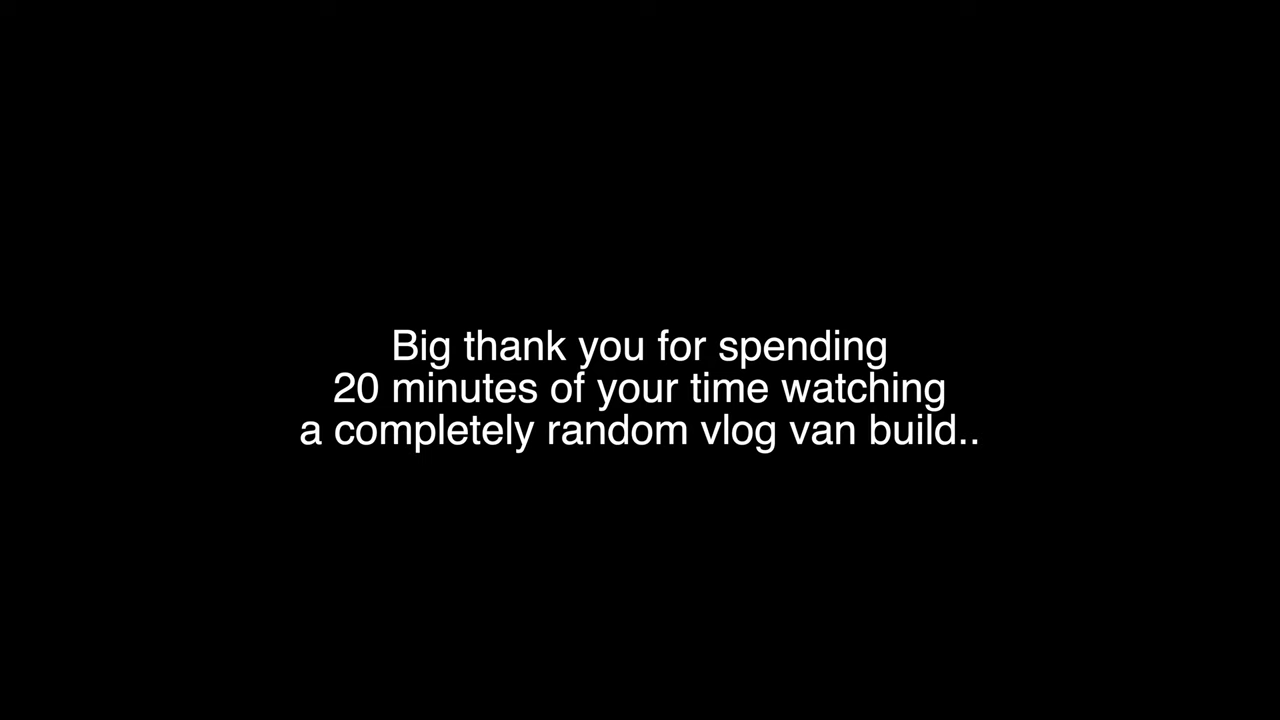 Big thank you for spending
20 minutes of your time watching
a completely random vlog van build..